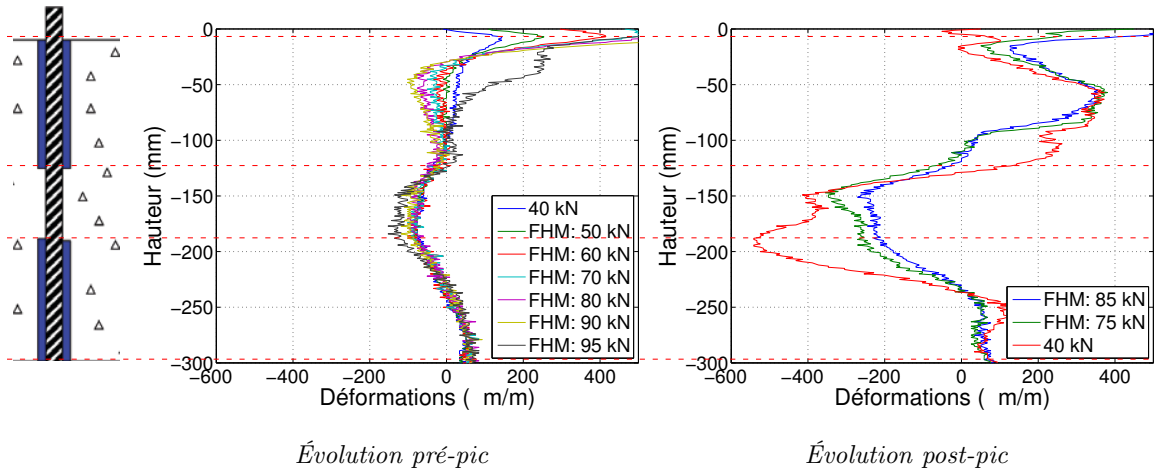 0
−50
−100
−150
−200
−250
−300
Hauteur (mm)
−600 −400 −200 0 200 400
Déformations ( m/m)
40 kN
FHM: 50 kN
FHM: 60 kN
FHM: 70 kN
FHM: 80 kN
FHM: 90 kN
FHM: 95 kN
Évolution pré-pic
0
−50
−100
−150
−200
−250
−300
Hauteur (mm)
−600 −400 −200 0 200 400
Déformations ( m/m)
FHM: 85 kN
FHM: 75 kN
40 kN
Évolution post-pic